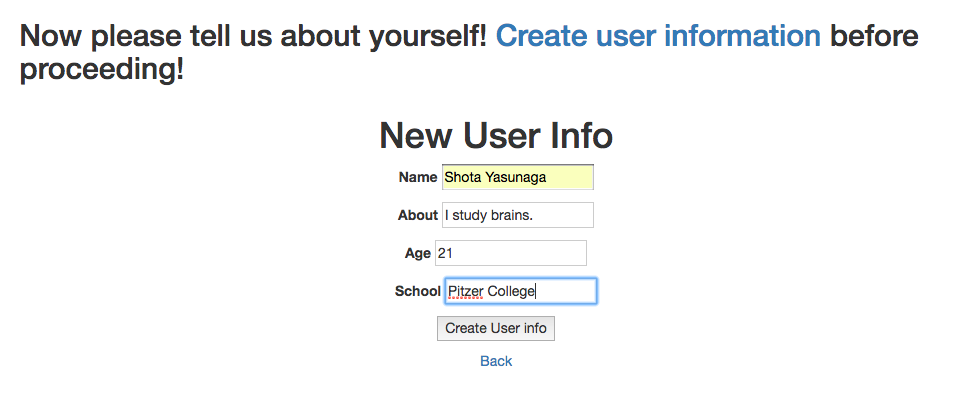 Now please tell us about yourself! Create user information before
proceeding!
New User Info
Name Shota Yasunaga
About I study brains.
Age 21
School Pitzer College
Create User info
Back